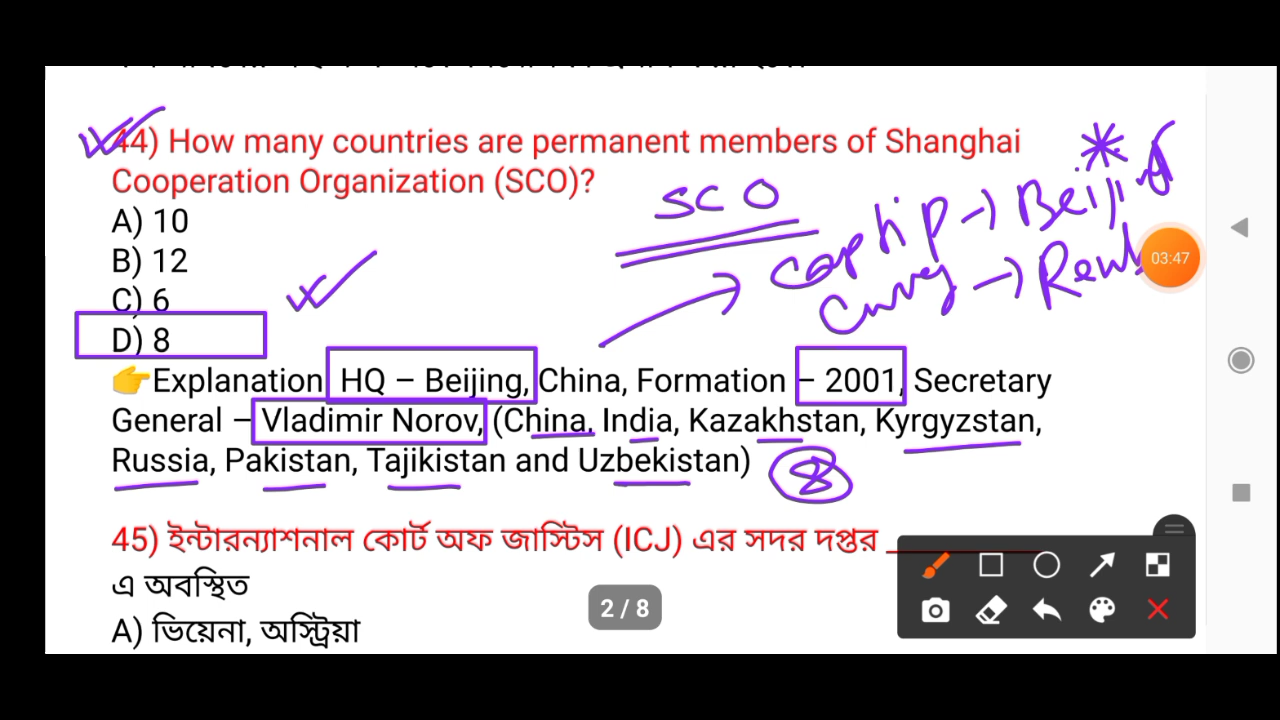 44) How many countries are permanent members of Shanghai
Cooperation Organization (SCO)?
A) 10
B) 12
C) 6
D) 8
SCO
03:47
👉Explanation HQ – Beijing, China, Formation – 2001, Secretary
General – Vladimir Norov, (China, India, Kazakhstan, Kyrgyzstan,
Russia, Pakistan, Tajikistan and Uzbekistan) 8
45) ইন্টারন্যাশনাল কোর্ট অফ জাস্টিস (ICJ) এর সদর দপ্তর ________
এ অবস্থিত
A) ভিয়েনা, অস্ট্রিয়া
2 / 8